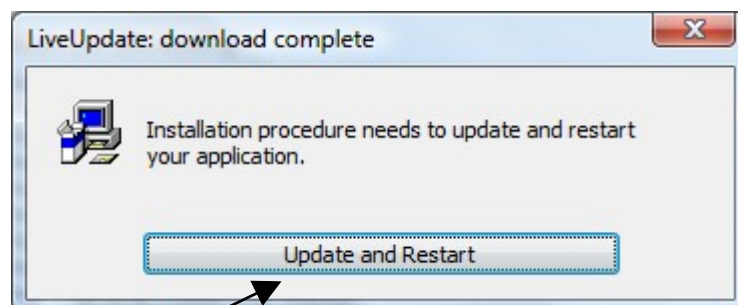 LiveUpdate: download complete
Installation procedure needs to update and restart
your application.
Update and Restart